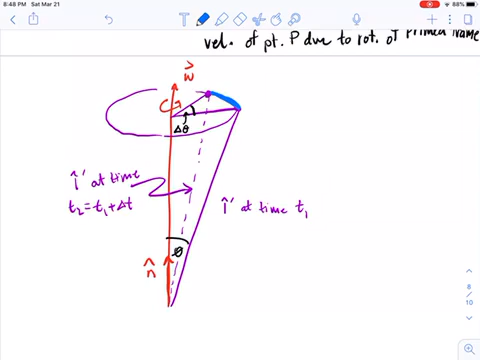 8:48 PM Sat Mar 21
88%
vel. of pt. P due to rot. of primed frame
ω⃗
Δθ
î' at time
t₂ = t₁ + Δt
î' at time t₁
θ
n̂
8
/
10